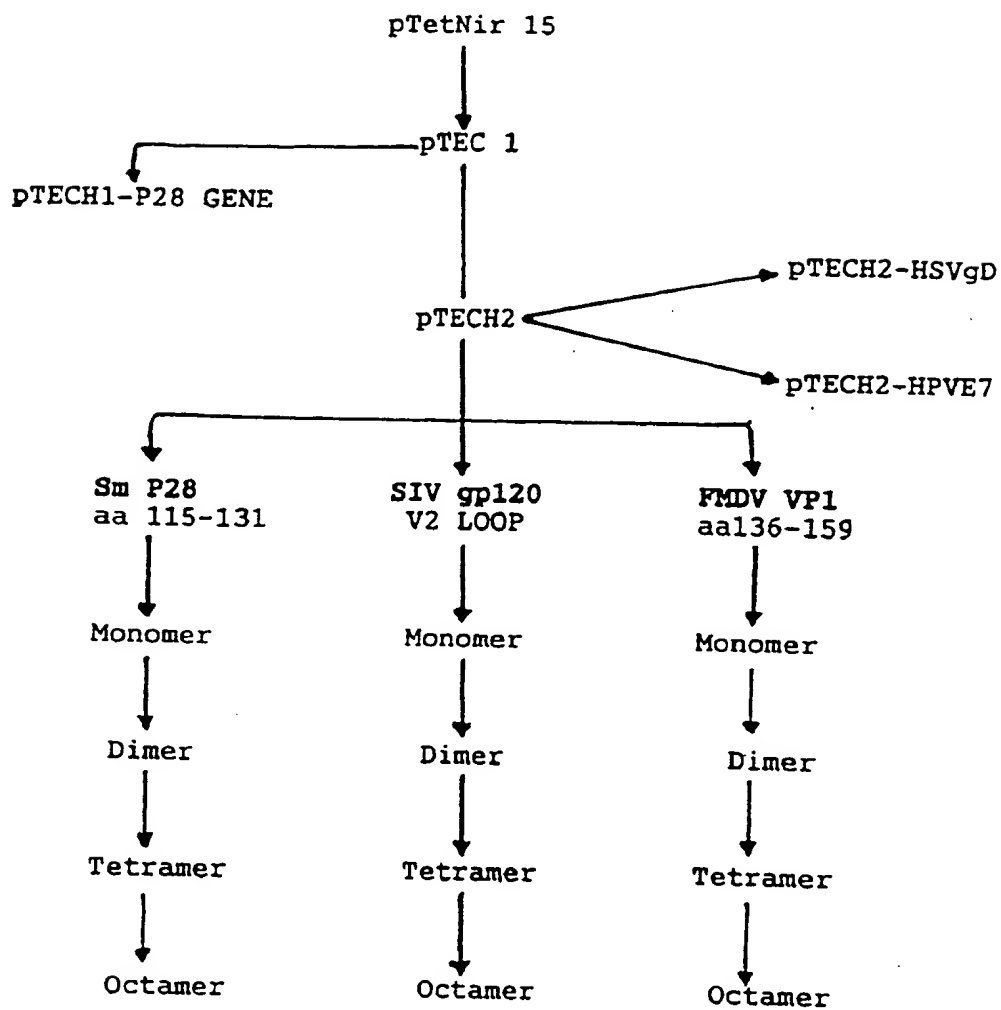 pTetNir 15
pTEC 1
pTECH1-P28 GENE
pTECH2-HSVgD
pTECH2
pTECH2-HPVE7
Sm P28
aa 115-131
SIV gp120
V2 LOOP
FMDV VP1
aa136-159
Monomer
Monomer
Monomer
Dimer
Dimer
Dimer
Tetramer
Tetramer
Tetramer
Octamer
Octamer
Octamer